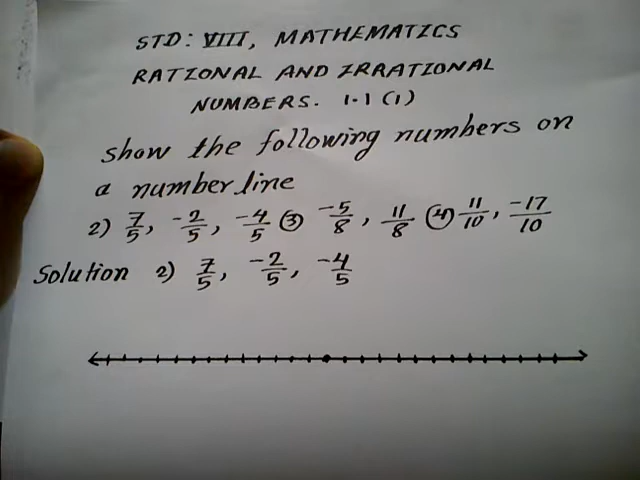 STD: VIII, MATHEMATICS
RATIONAL AND IRRATIONAL
NUMBERS. 1.1 (1)
show the following numbers on
a number line
2) 7/5, -2/5, -4/5 ③ -5/8, 11/8 ④ 11/10, -17/10
Solution 2) 7/5, -2/5, -4/5